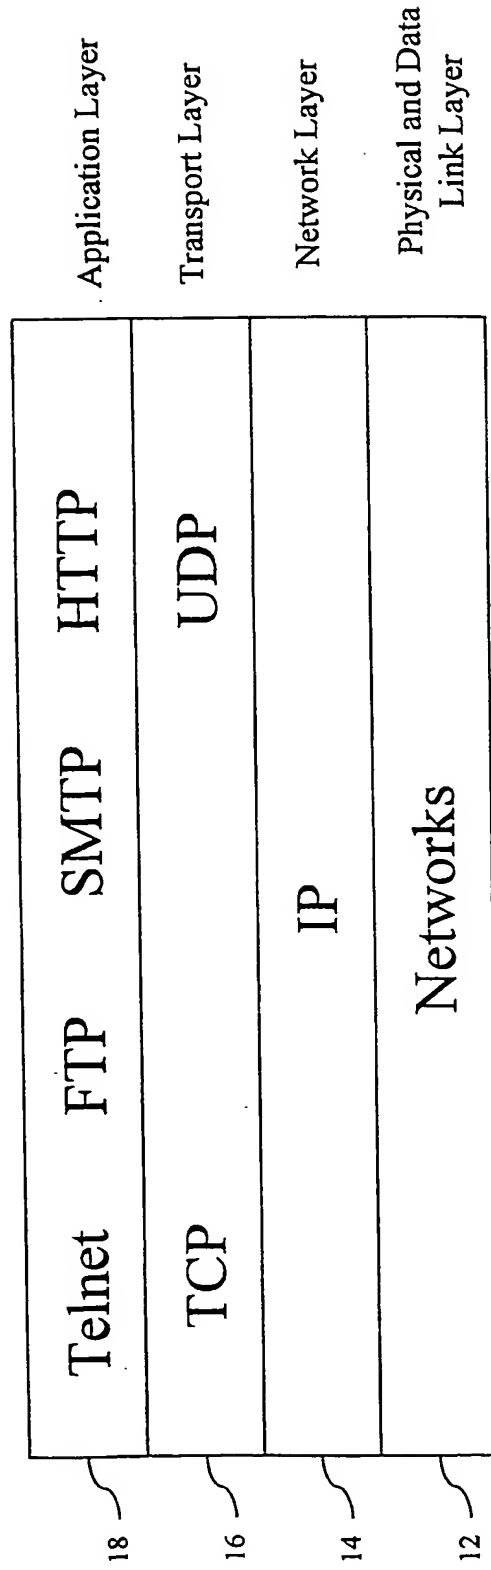 18 Telnet FTP SMTP HTTP Application Layer
16 TCP UDP Transport Layer
14 IP Network Layer
12 Networks Physical and Data
Link Layer